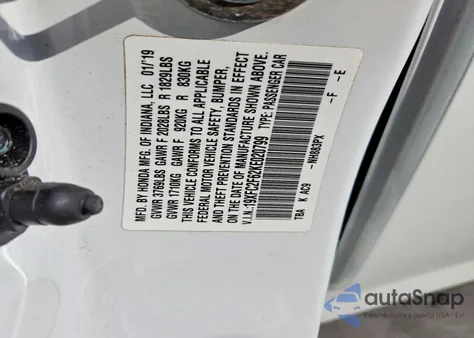 MFD. BY HONDA MFG. OF INDIANA, LLC 01/19
GVWR 3769LBS GAWR F 2028LBS R 1829LBS
GVWR 1710KG GAWR F 920KG R 830KG
THIS VEHICLE CONFORMS TO ALL APPLICABLE
FEDERAL MOTOR VEHICLE SAFETY, BUMPER,
AND THEFT PREVENTION STANDARDS IN EFFECT
ON THE DATE OF MANUFACTURE SHOWN ABOVE.
V.I.N.:19XFC2F62KE020799 TYPE: PASSENGER CAR
TBA K AC9 -NH883PX -F -E
autoSnap